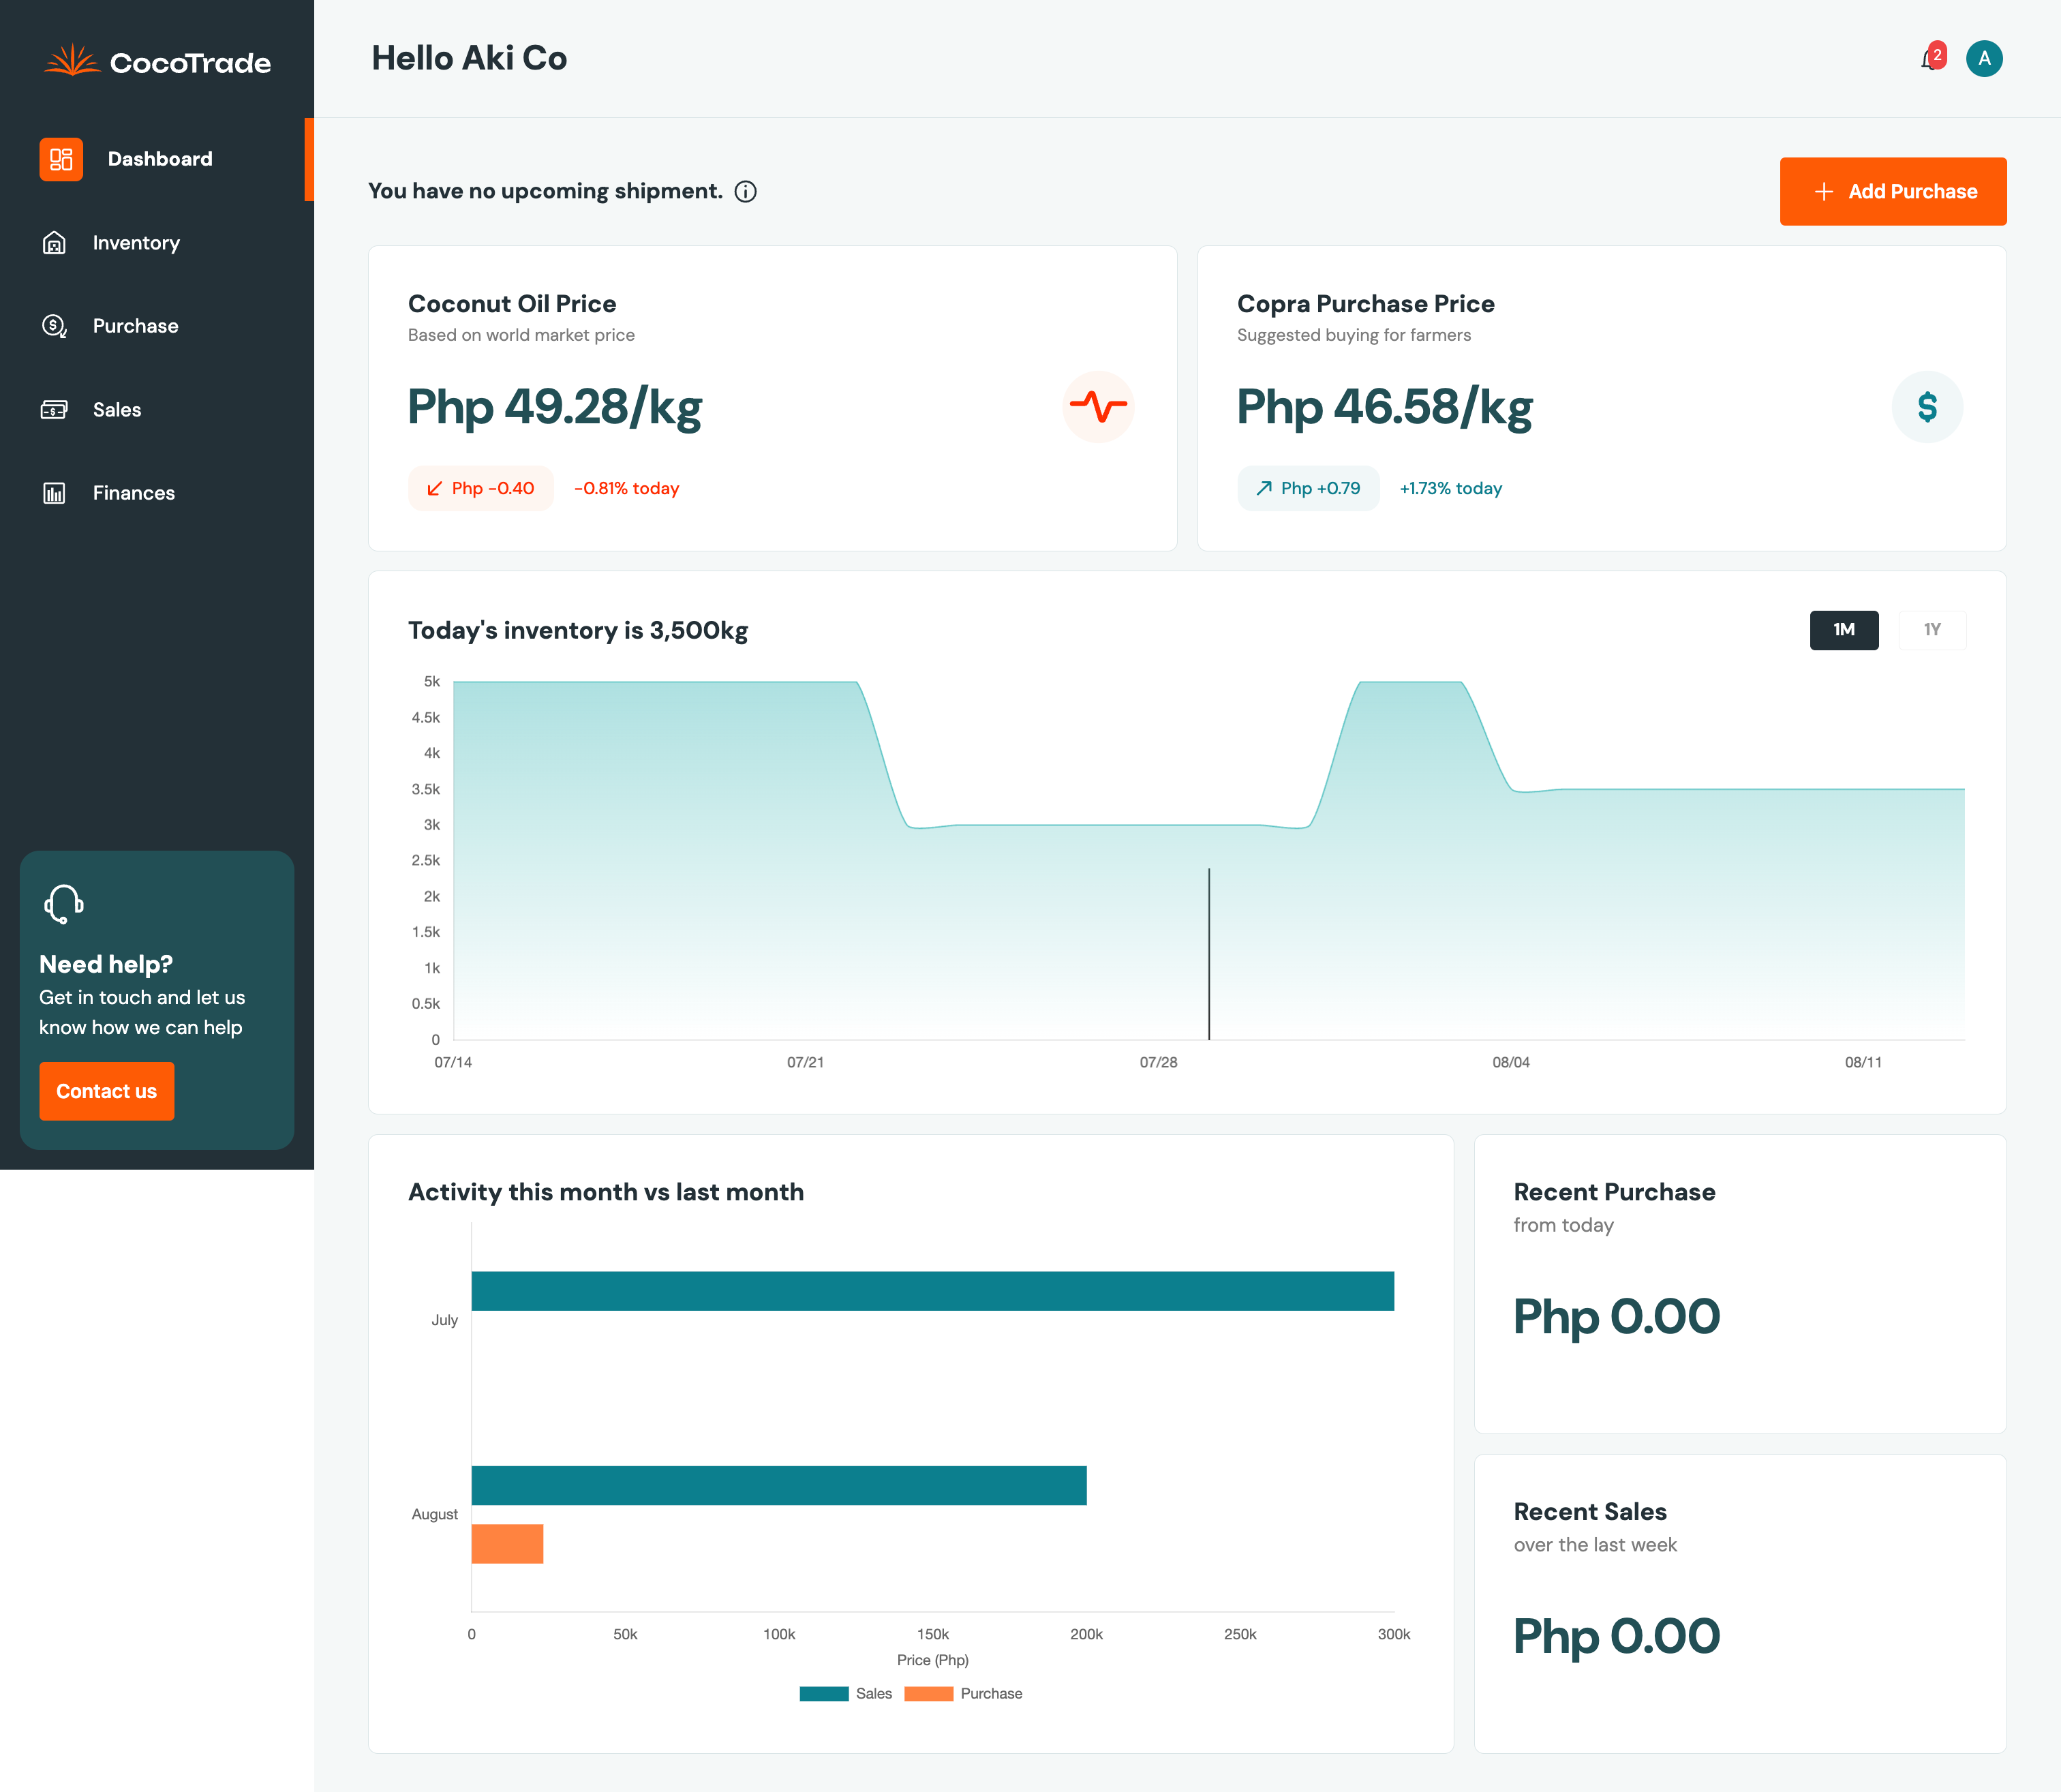 CocoTrade
Dashboard
Inventory
Purchase
Sales
Finances
Need help?
Get in touch and let us
know how we can help
Contact us
Hello Aki Co
2
A
You have no upcoming shipment.
Add Purchase
Coconut Oil Price
Based on world market price
Php 49.28/kg
Php -0.40
-0.81% today
Copra Purchase Price
Suggested buying for farmers
Php 46.58/kg
$
Php +0.79
+1.73% today
Today's inventory is 3,500kg
1M
1Y
5k
4.5k
4k
3.5k
3k
2.5k
2k
1.5k
1k
0.5k
0
07/14
07/21
07/28
08/04
08/11
Activity this month vs last month
July
August
0
50k
100k
150k
200k
250k
300k
Price (Php)
Sales
Purchase
Recent Purchase
from today
Php 0.00
Recent Sales
over the last week
Php 0.00